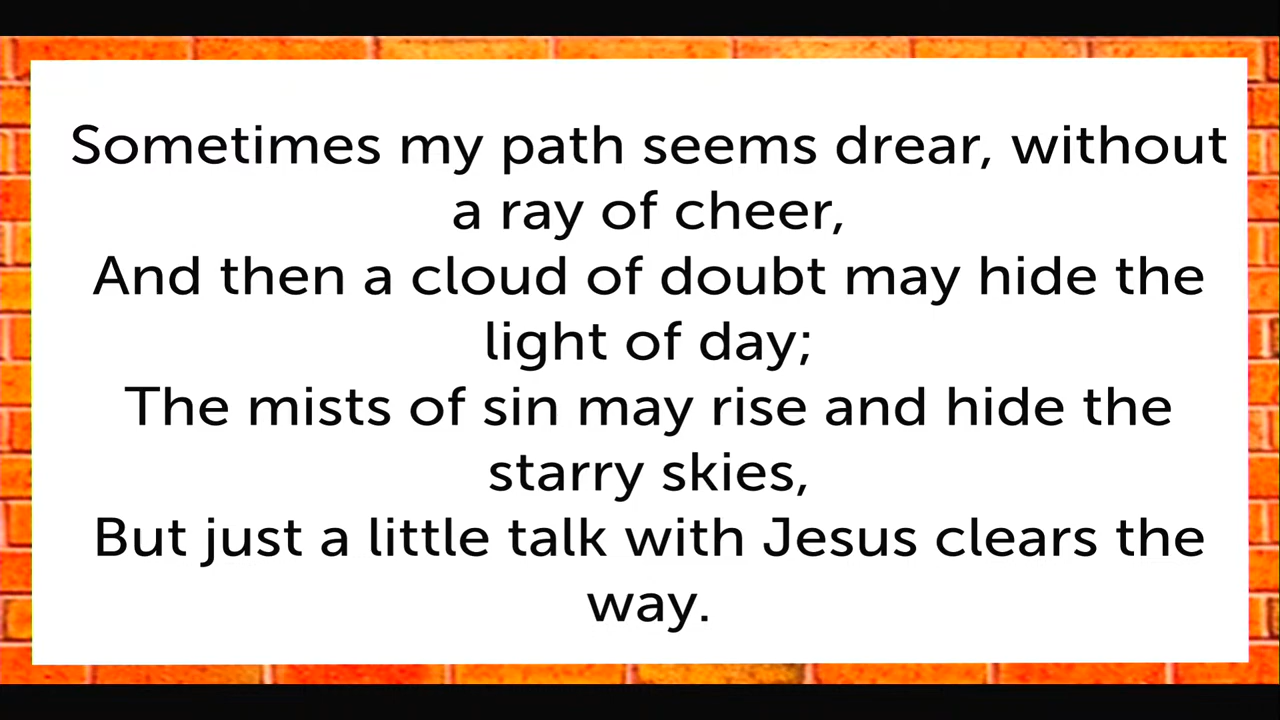 Sometimes my path seems drear, without
a ray of cheer,
And then a cloud of doubt may hide the
light of day;
The mists of sin may rise and hide the
starry skies,
But just a little talk with Jesus clears the
way.